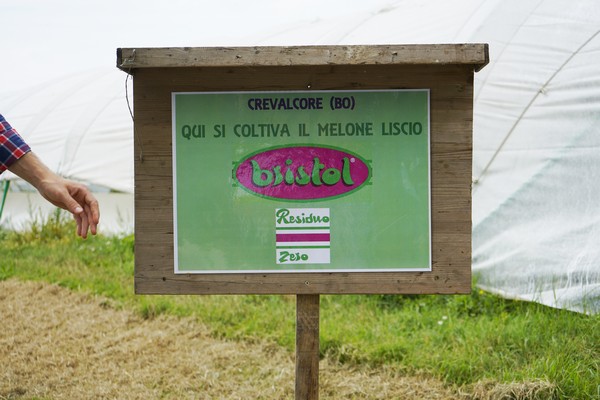 CREVALCORE (BO)
QUI SI COLTIVA IL MELONE LISCIO
bristol®
Residuo
Zero